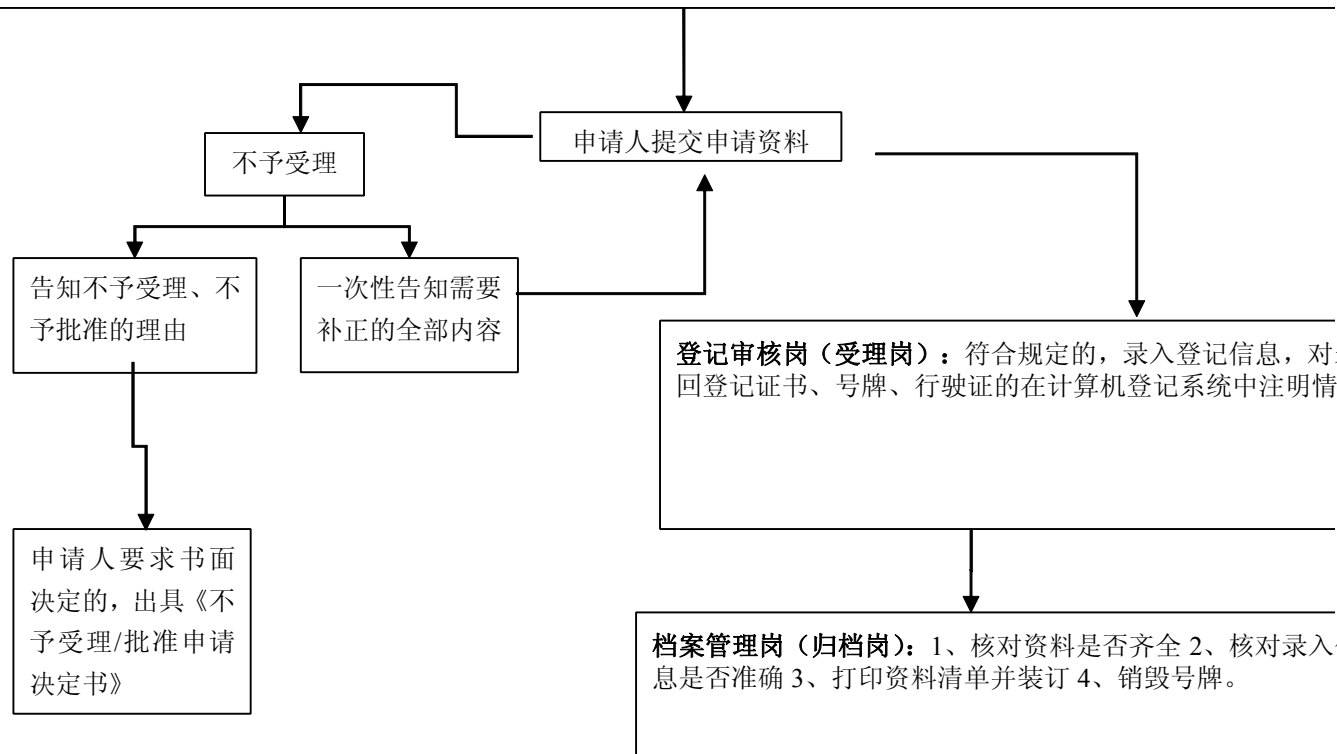 申请人提交申请资料
不予受理
告知不予受理、不
予批准的理由
一次性告知需要
补正的全部内容
登记审核岗（受理岗）：符合规定的，录入登记信息，对
回登记证书、号牌、行驶证的在计算机登记系统中注明情
申请人要求书面
决定的，出具《不
予受理/批准申请
决定书》
档案管理岗（归档岗）：1、核对资料是否齐全 2、核对录入
息是否准确 3、打印资料清单并装订 4、销毁号牌。